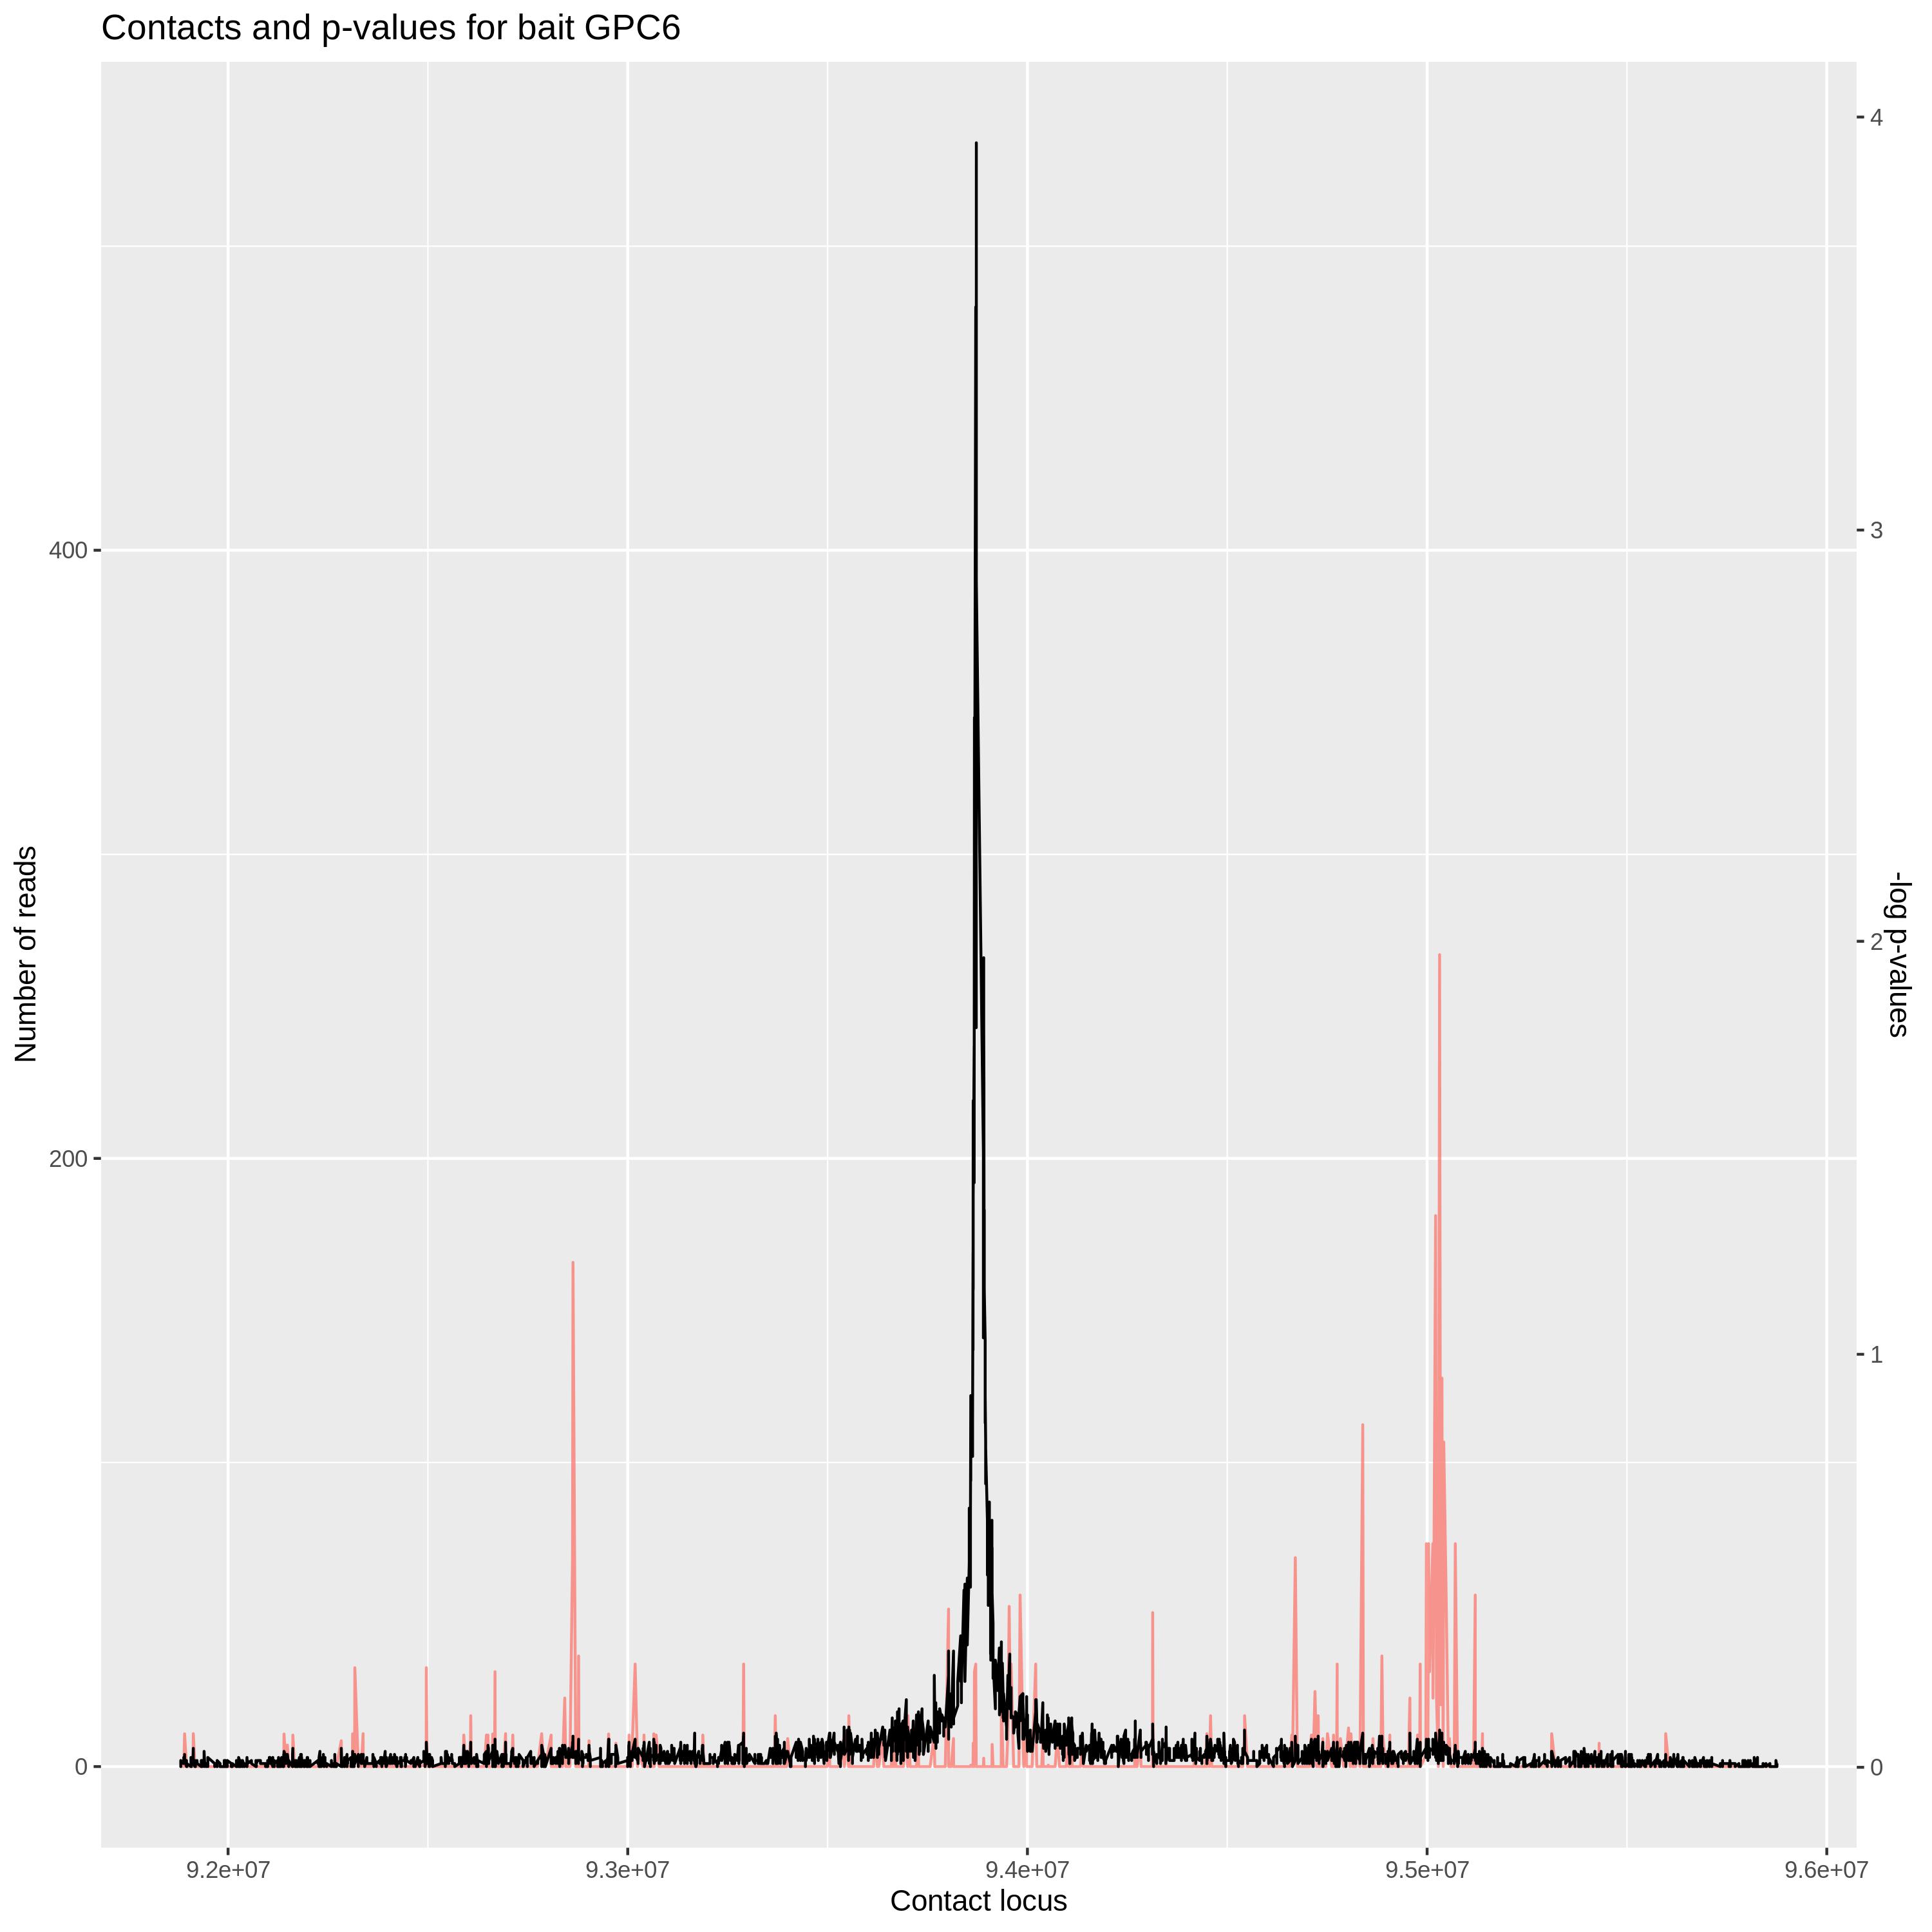 Contacts and p-values for bait GPC6
Number of reads
400
200
0
4
3
2
1
0
-log p-values
9.2e+07
9.3e+07
9.4e+07
9.5e+07
9.6e+07
Contact locus